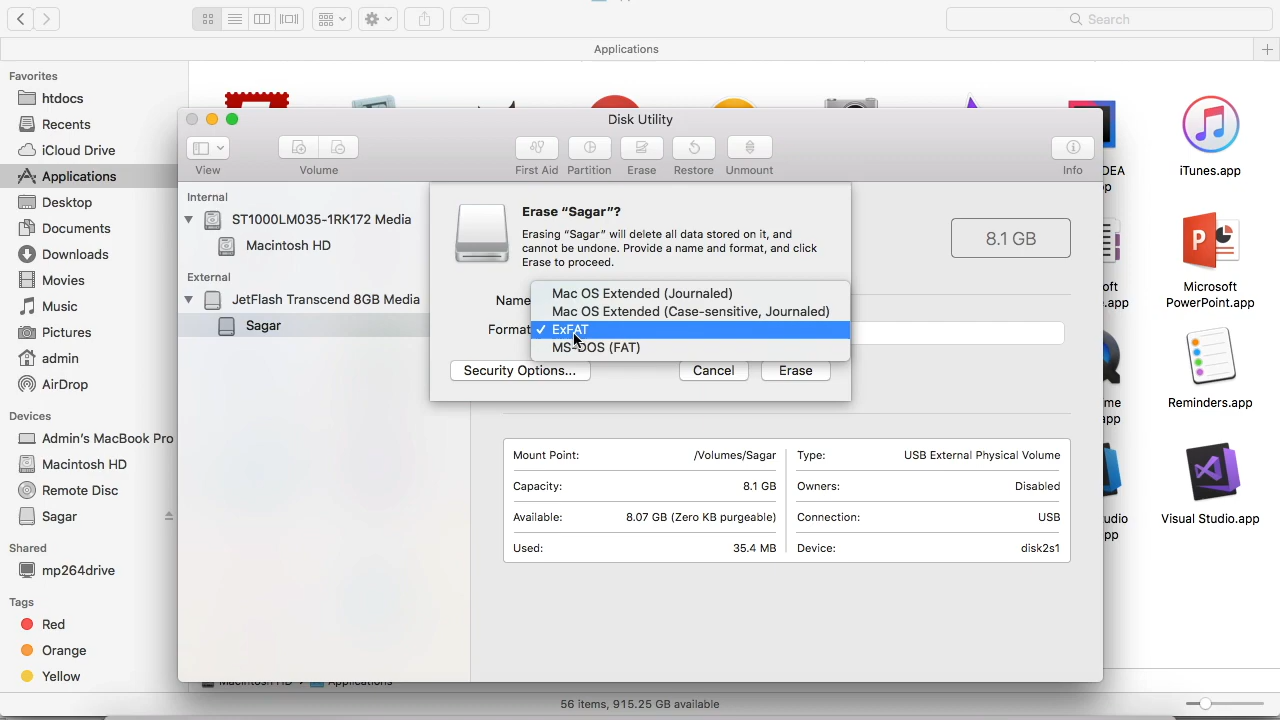 Search
Applications
Favorites
htdocs
Recents
iCloud Drive
Applications
Desktop
Documents
Downloads
Movies
Music
Pictures
admin
AirDrop
Devices
Admin's MacBook Pro
Macintosh HD
Remote Disc
Sagar
Shared
mp264drive
Tags
Red
Orange
Yellow
Disk Utility
View
Volume
First Aid
Partition
Erase
Restore
Unmount
Info
Internal
ST1000LM035-1RK172 Media
Macintosh HD
External
JetFlash Transcend 8GB Media
Sagar
Erase “Sagar”?
Erasing “Sagar” will delete all data stored on it, and
cannot be undone. Provide a name and format, and click
Erase to proceed.
8.1 GB
Name
Format
Mac OS Extended (Journaled)
Mac OS Extended (Case-sensitive, Journaled)
✓ ExFAT
MS-DOS (FAT)
Security Options...
Cancel
Erase
Mount Point: /Volumes/Sagar
Capacity: 8.1 GB
Available: 8.07 GB (Zero KB purgeable)
Used: 35.4 MB
Type: USB External Physical Volume
Owners: Disabled
Connection: USB
Device: disk2s1
iTunes.app
Microsoft
PowerPoint.app
Reminders.app
Visual Studio.app
DEA
.app
Applications
56 items, 915.25 GB available